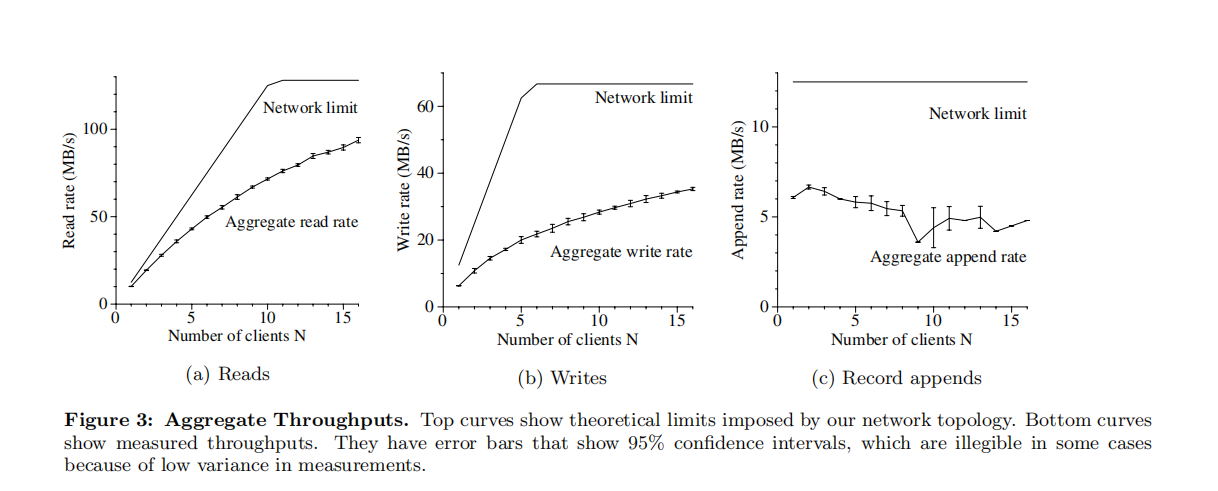 Read rate (MB/s)
100
50
0
Network limit
Aggregate read rate
0 5 10 15
Number of clients N
(a) Reads
Write rate (MB/s)
60
40
20
0
Network limit
Aggregate write rate
0 5 10 15
Number of clients N
(b) Writes
Append rate (MB/s)
10
5
0
Network limit
Aggregate append rate
0 5 10 15
Number of clients N
(c) Record appends
Figure 3: Aggregate Throughputs. Top curves show theoretical limits imposed by our network topology. Bottom curves
show measured throughputs. They have error bars that show 95% confidence intervals, which are illegible in some cases
because of low variance in measurements.